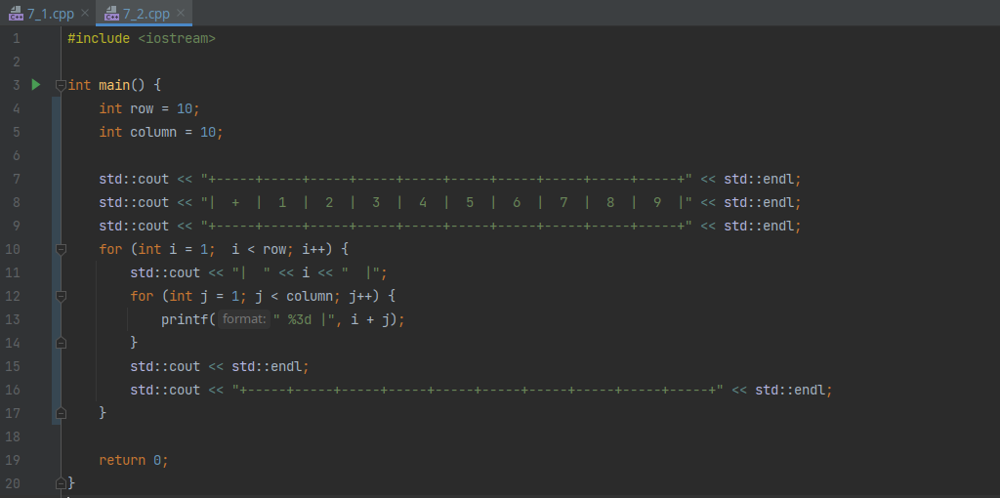 7_1.cpp × 7_2.cpp ×
1 #include <iostream>
2
3 int main() {
4     int row = 10;
5     int column = 10;
6
7     std::cout << "+-----+-----+-----+-----+-----+-----+-----+-----+-----+-----+" << std::endl;
8     std::cout << "|  +  |  1  |  2  |  3  |  4  |  5  |  6  |  7  |  8  |  9  |" << std::endl;
9     std::cout << "+-----+-----+-----+-----+-----+-----+-----+-----+-----+-----+" << std::endl;
10     for (int i = 1;  i < row; i++) {
11         std::cout << "|  " << i << "  |";
12         for (int j = 1; j < column; j++) {
13             printf( format: " %3d |", i + j);
14         }
15         std::cout << std::endl;
16         std::cout << "+-----+-----+-----+-----+-----+-----+-----+-----+-----+-----+" << std::endl;
17     }
18
19     return 0;
20 }